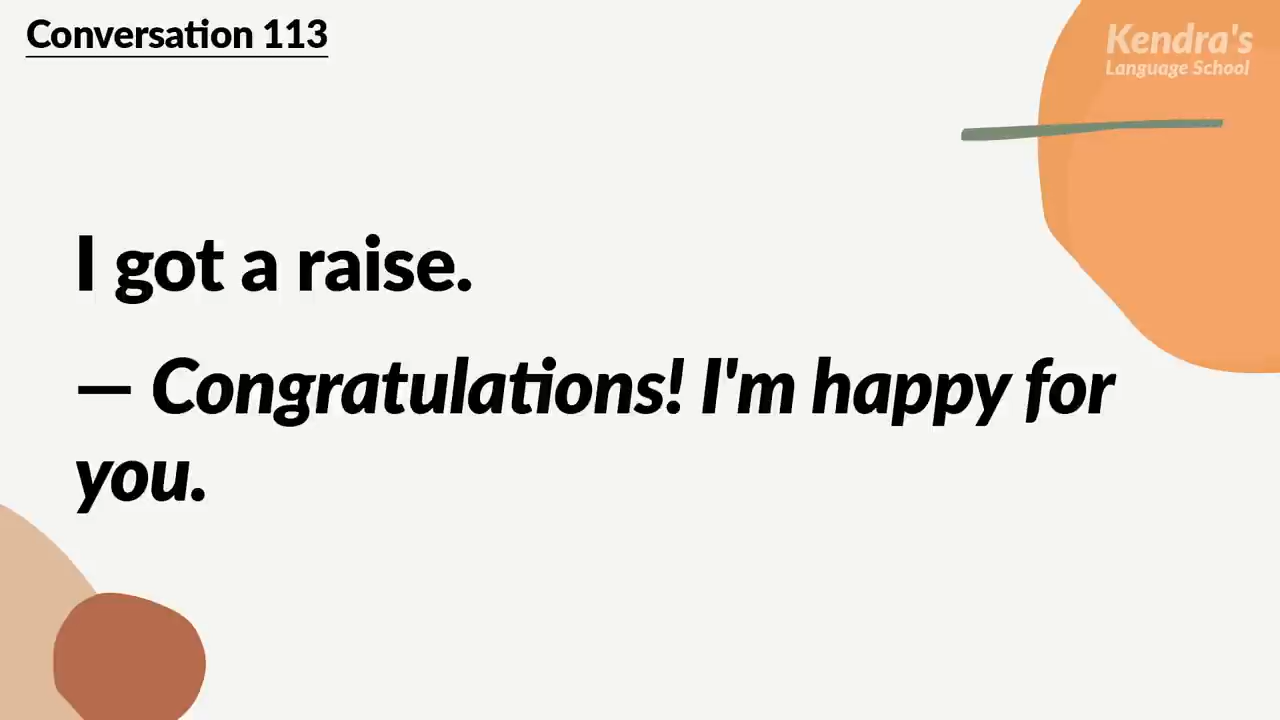 Conversation 113
Kendra's
Language School
I got a raise.
— Congratulations! I'm happy for
you.